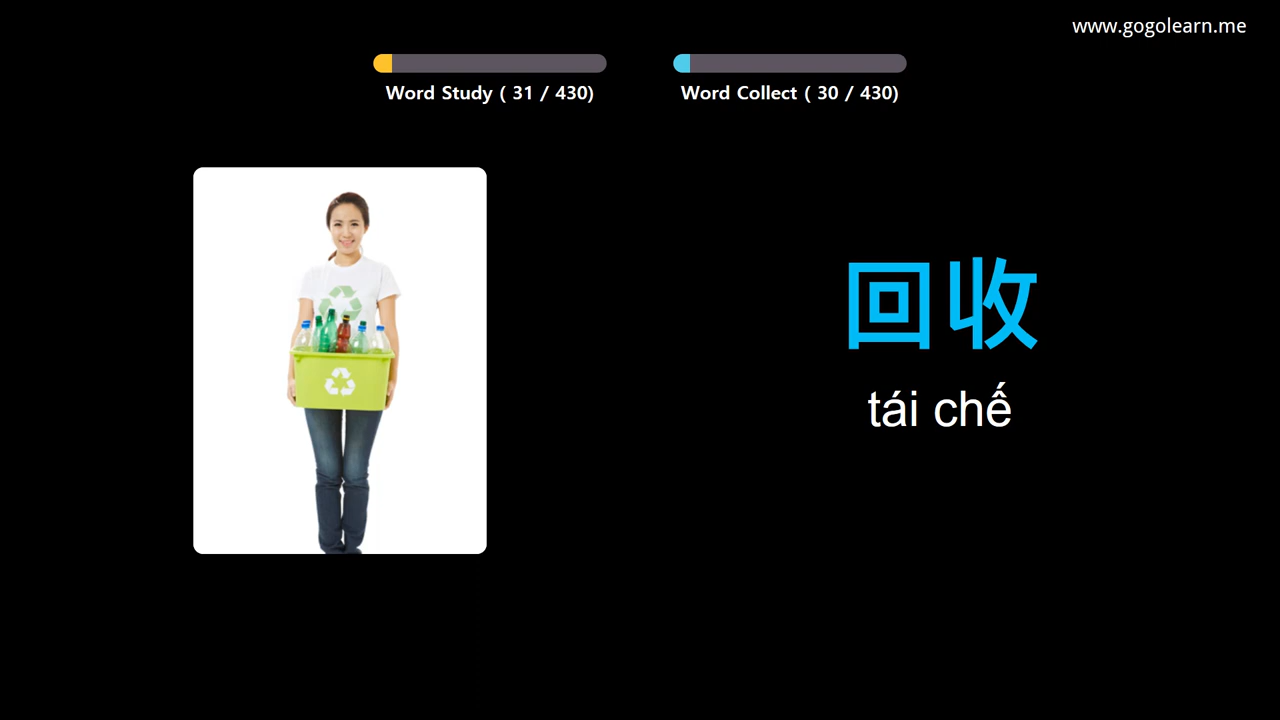 www.gogolearn.me
Word Study ( 31 / 430)
Word Collect ( 30 / 430)
回收
tái chế